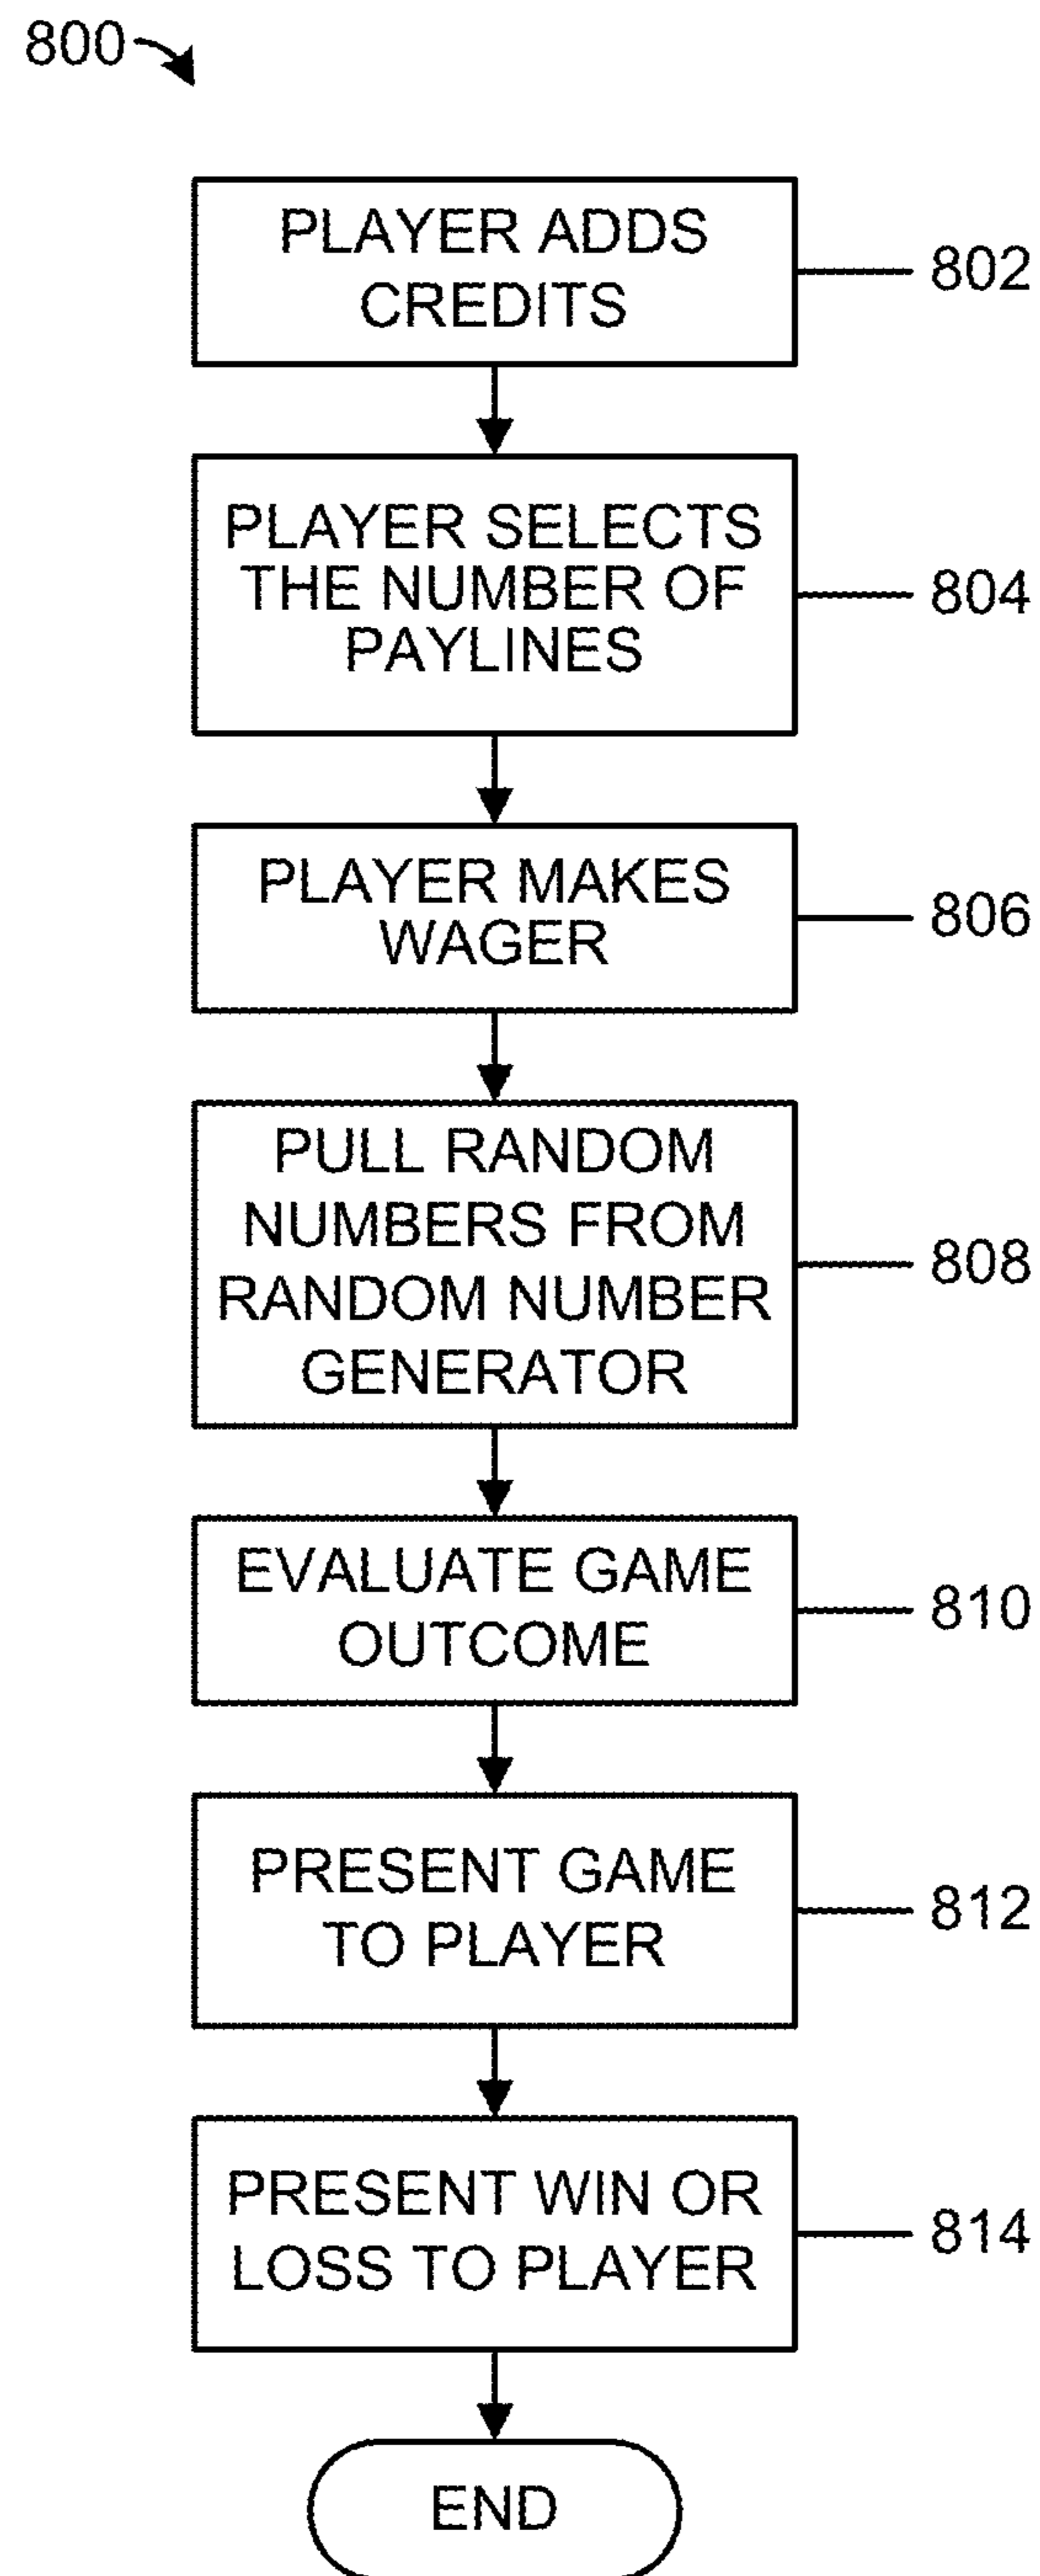 800
PLAYER ADDS
CREDITS
802
PLAYER SELECTS
THE NUMBER OF
PAYLINES
804
PLAYER MAKES
WAGER
806
PULL RANDOM
NUMBERS FROM
RANDOM NUMBER
GENERATOR
808
EVALUATE GAME
OUTCOME
810
PRESENT GAME
TO PLAYER
812
PRESENT WIN OR
LOSS TO PLAYER
814
END